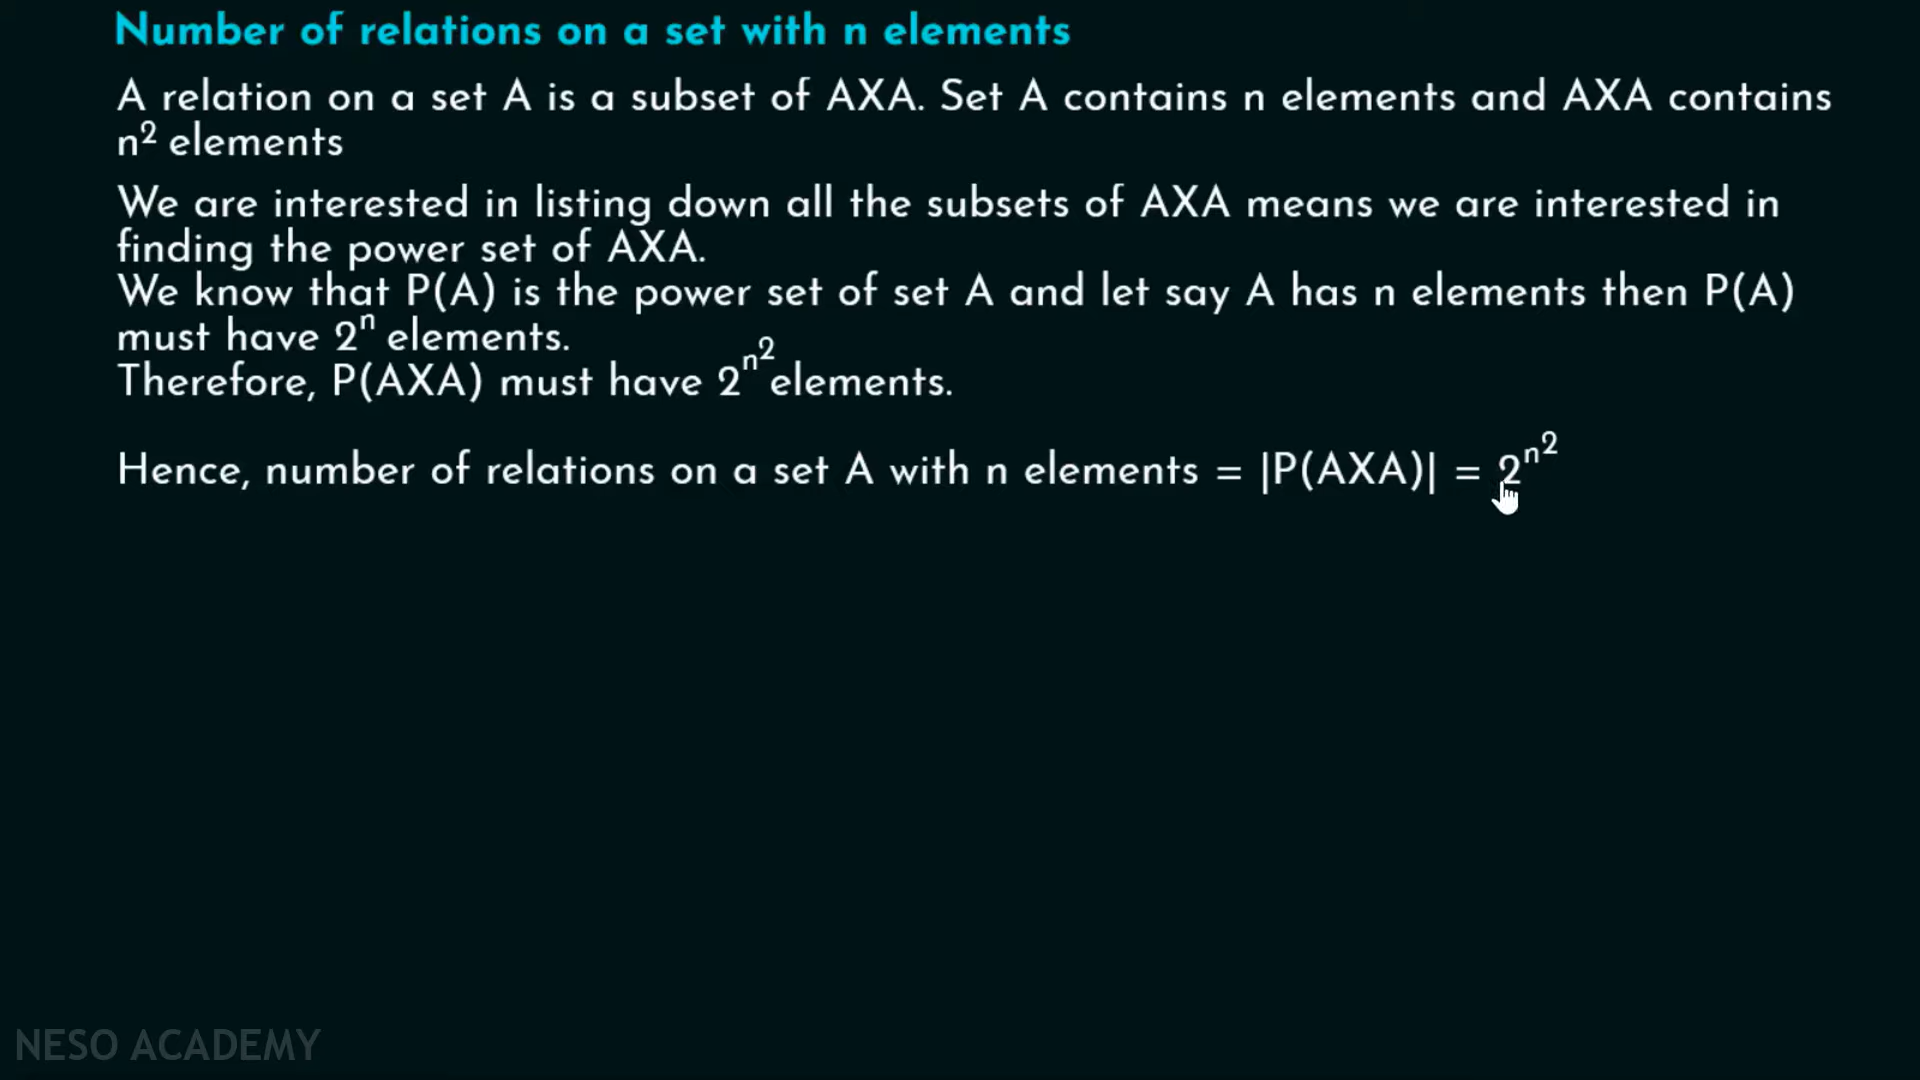 Number of relations on a set with n elements
A relation on a set A is a subset of AXA. Set A contains n elements and AXA contains
n² elements
We are interested in listing down all the subsets of AXA means we are interested in
finding the power set of AXA.
We know that P(A) is the power set of set A and let say A has n elements then P(A)
must have 2ⁿ elements.
Therefore, P(AXA) must have 2^n² elements.
Hence, number of relations on a set A with n elements = |P(AXA)| = 2^n²
NESO ACADEMY